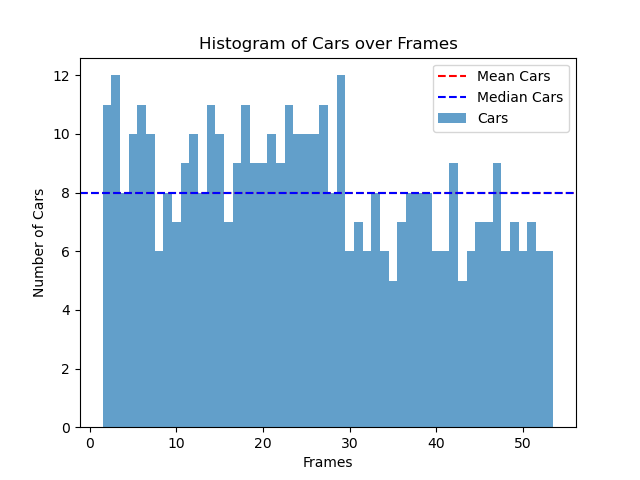 Histogram of Cars over Frames
Mean Cars
Median Cars
Cars
12
10
8
6
4
2
0
Number of Cars
0 10 20 30 40 50
Frames